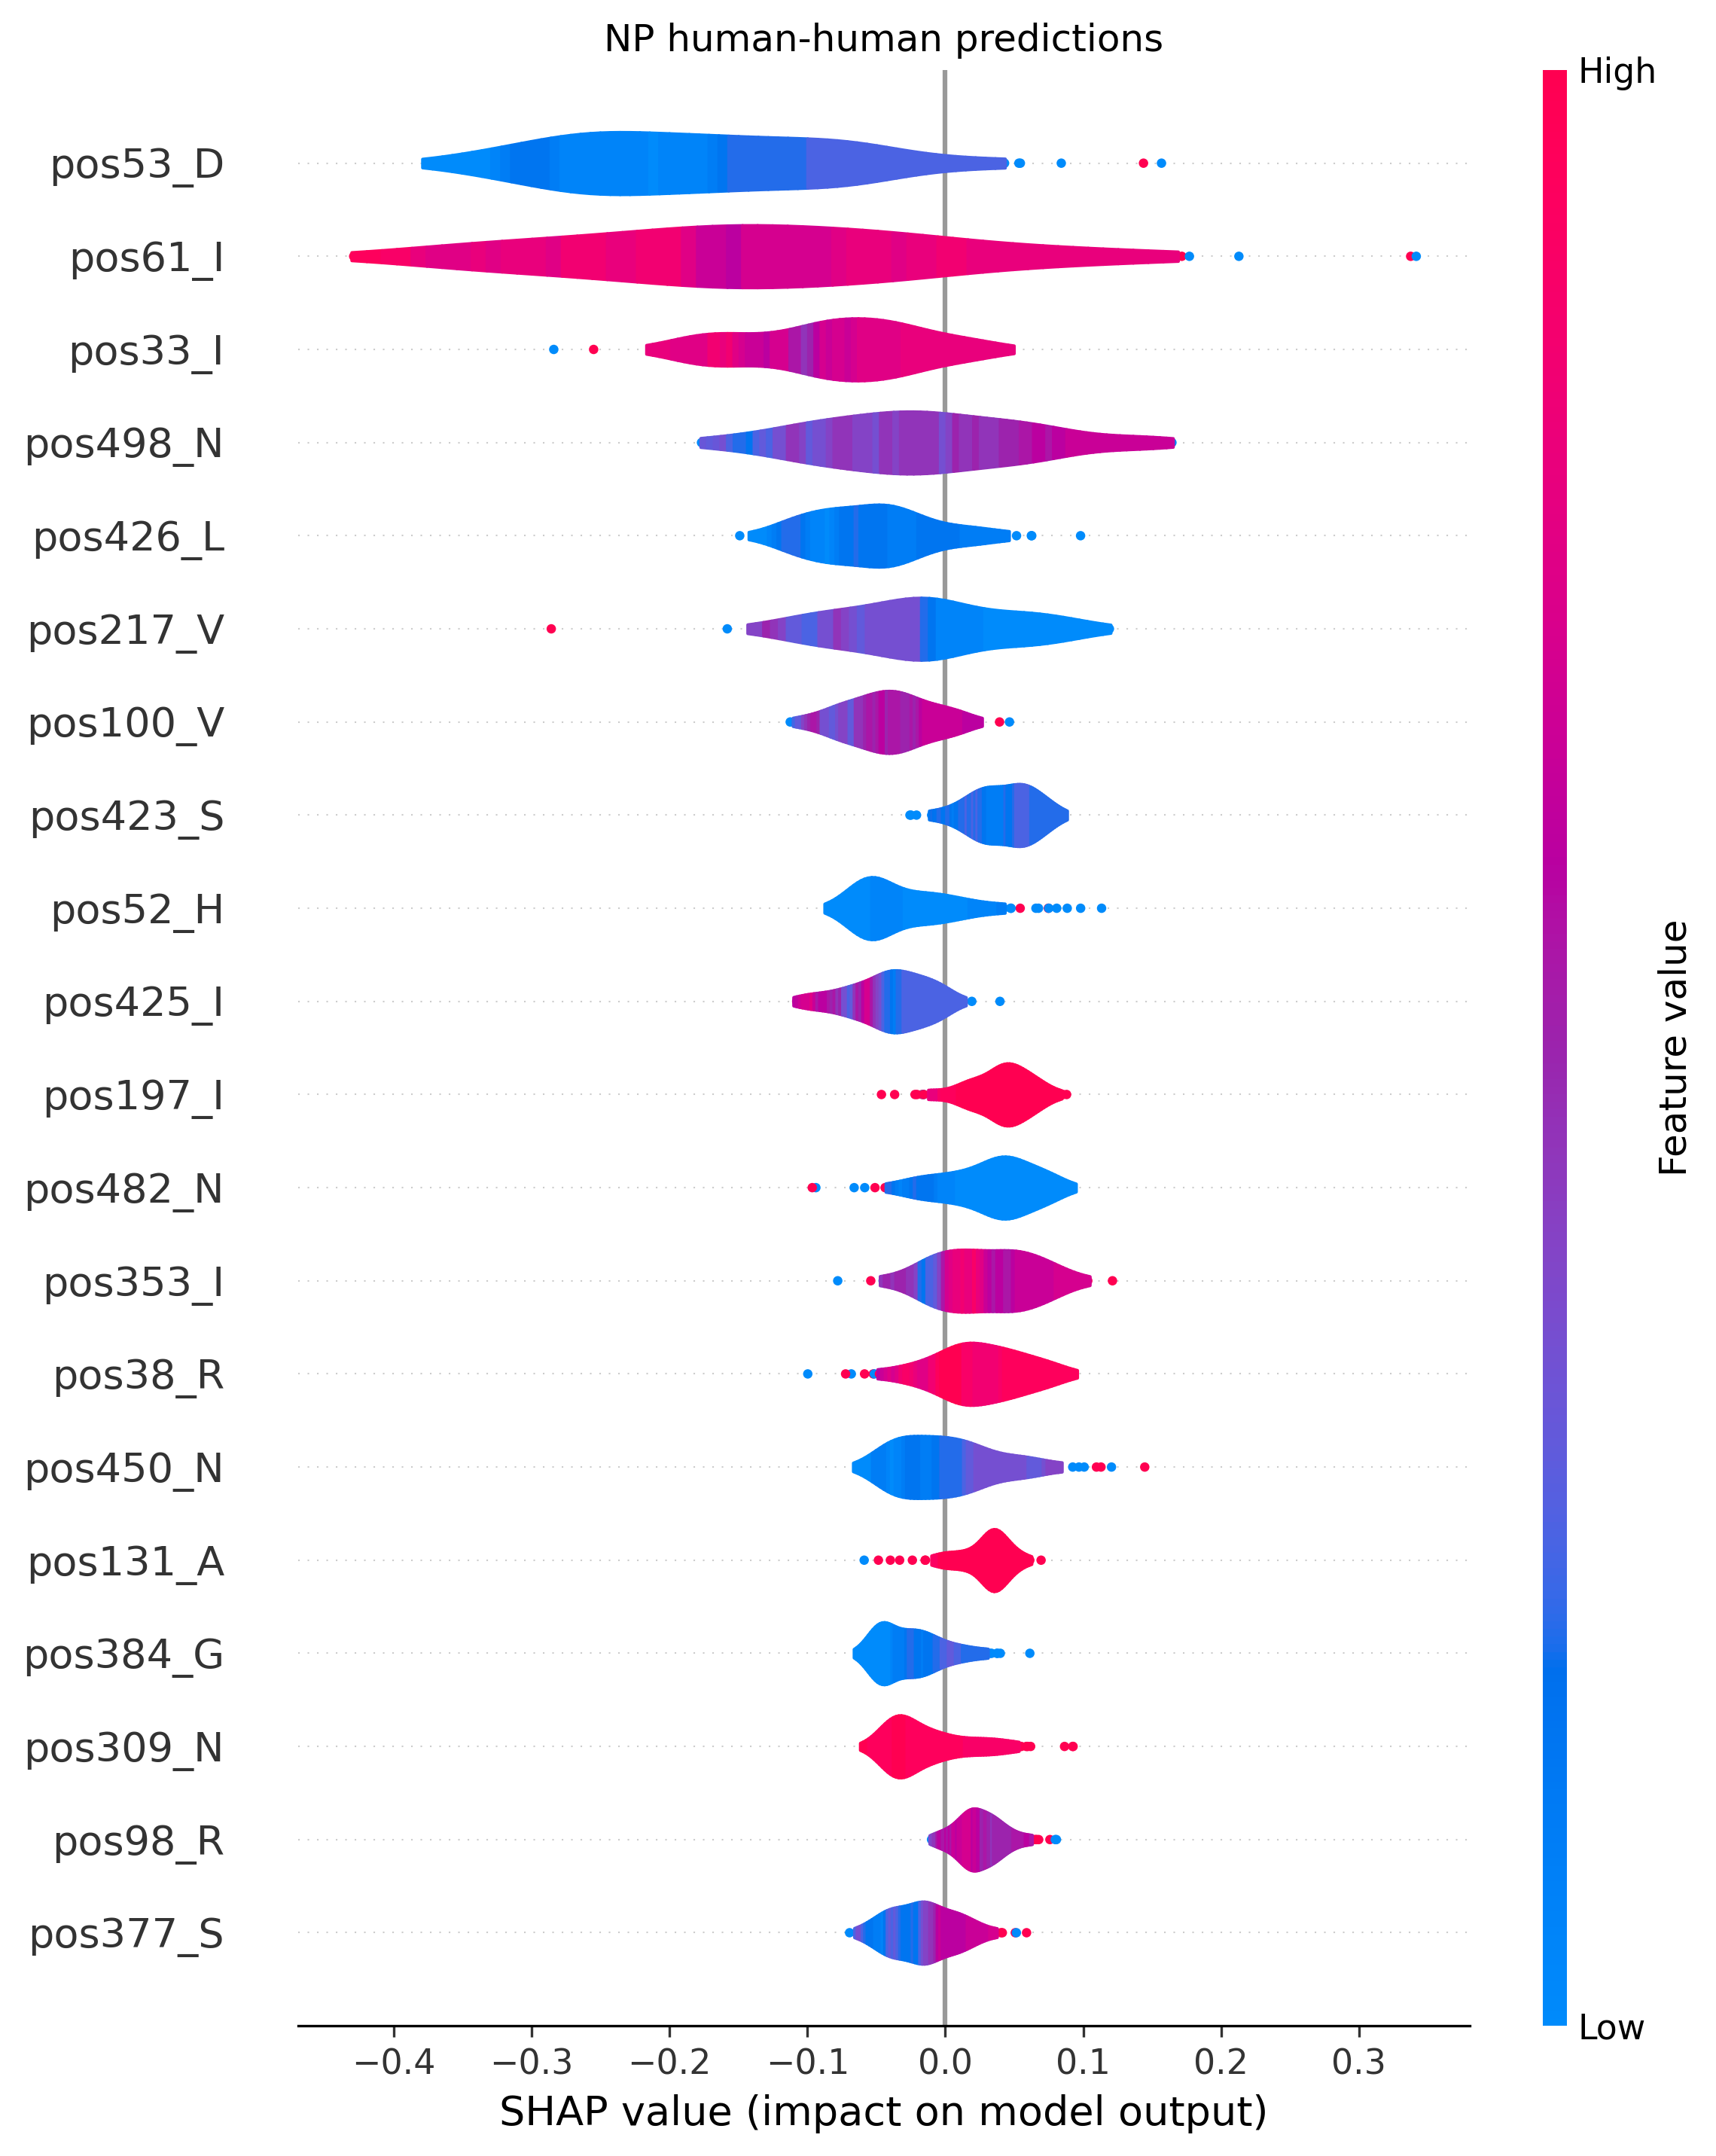 NP human-human predictions
High
pos53_D
pos61_I
pos33_I
pos498_N
pos426_L
pos217_V
pos100_V
pos423_S
pos52_H
pos425_I
pos197_I
pos482_N
pos353_I
pos38_R
pos450_N
pos131_A
pos384_G
pos309_N
pos98_R
pos377_S
Feature value
Low
−0.4 −0.3 −0.2 −0.1 0.0 0.1 0.2 0.3
SHAP value (impact on model output)